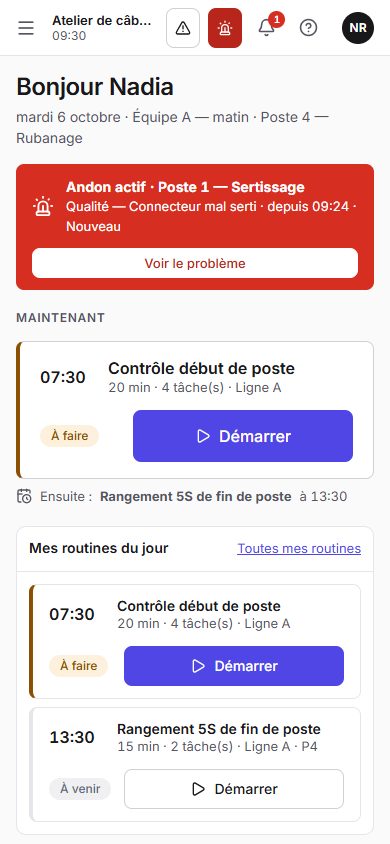 Atelier de câb...
09:30
1
NR
Bonjour Nadia
mardi 6 octobre · Équipe A — matin · Poste 4 —
Rubanage
Andon actif · Poste 1 — Sertissage
Qualité — Connecteur mal serti · depuis 09:24 ·
Nouveau
Voir le problème
MAINTENANT
07:30
Contrôle début de poste
20 min · 4 tâche(s) · Ligne A
À faire
Démarrer
Ensuite : Rangement 5S de fin de poste à 13:30
Mes routines du jour
Toutes mes routines
07:30
Contrôle début de poste
20 min · 4 tâche(s) · Ligne A
À faire
Démarrer
13:30
Rangement 5S de fin de poste
15 min · 2 tâche(s) · Ligne A · P4
À venir
Démarrer